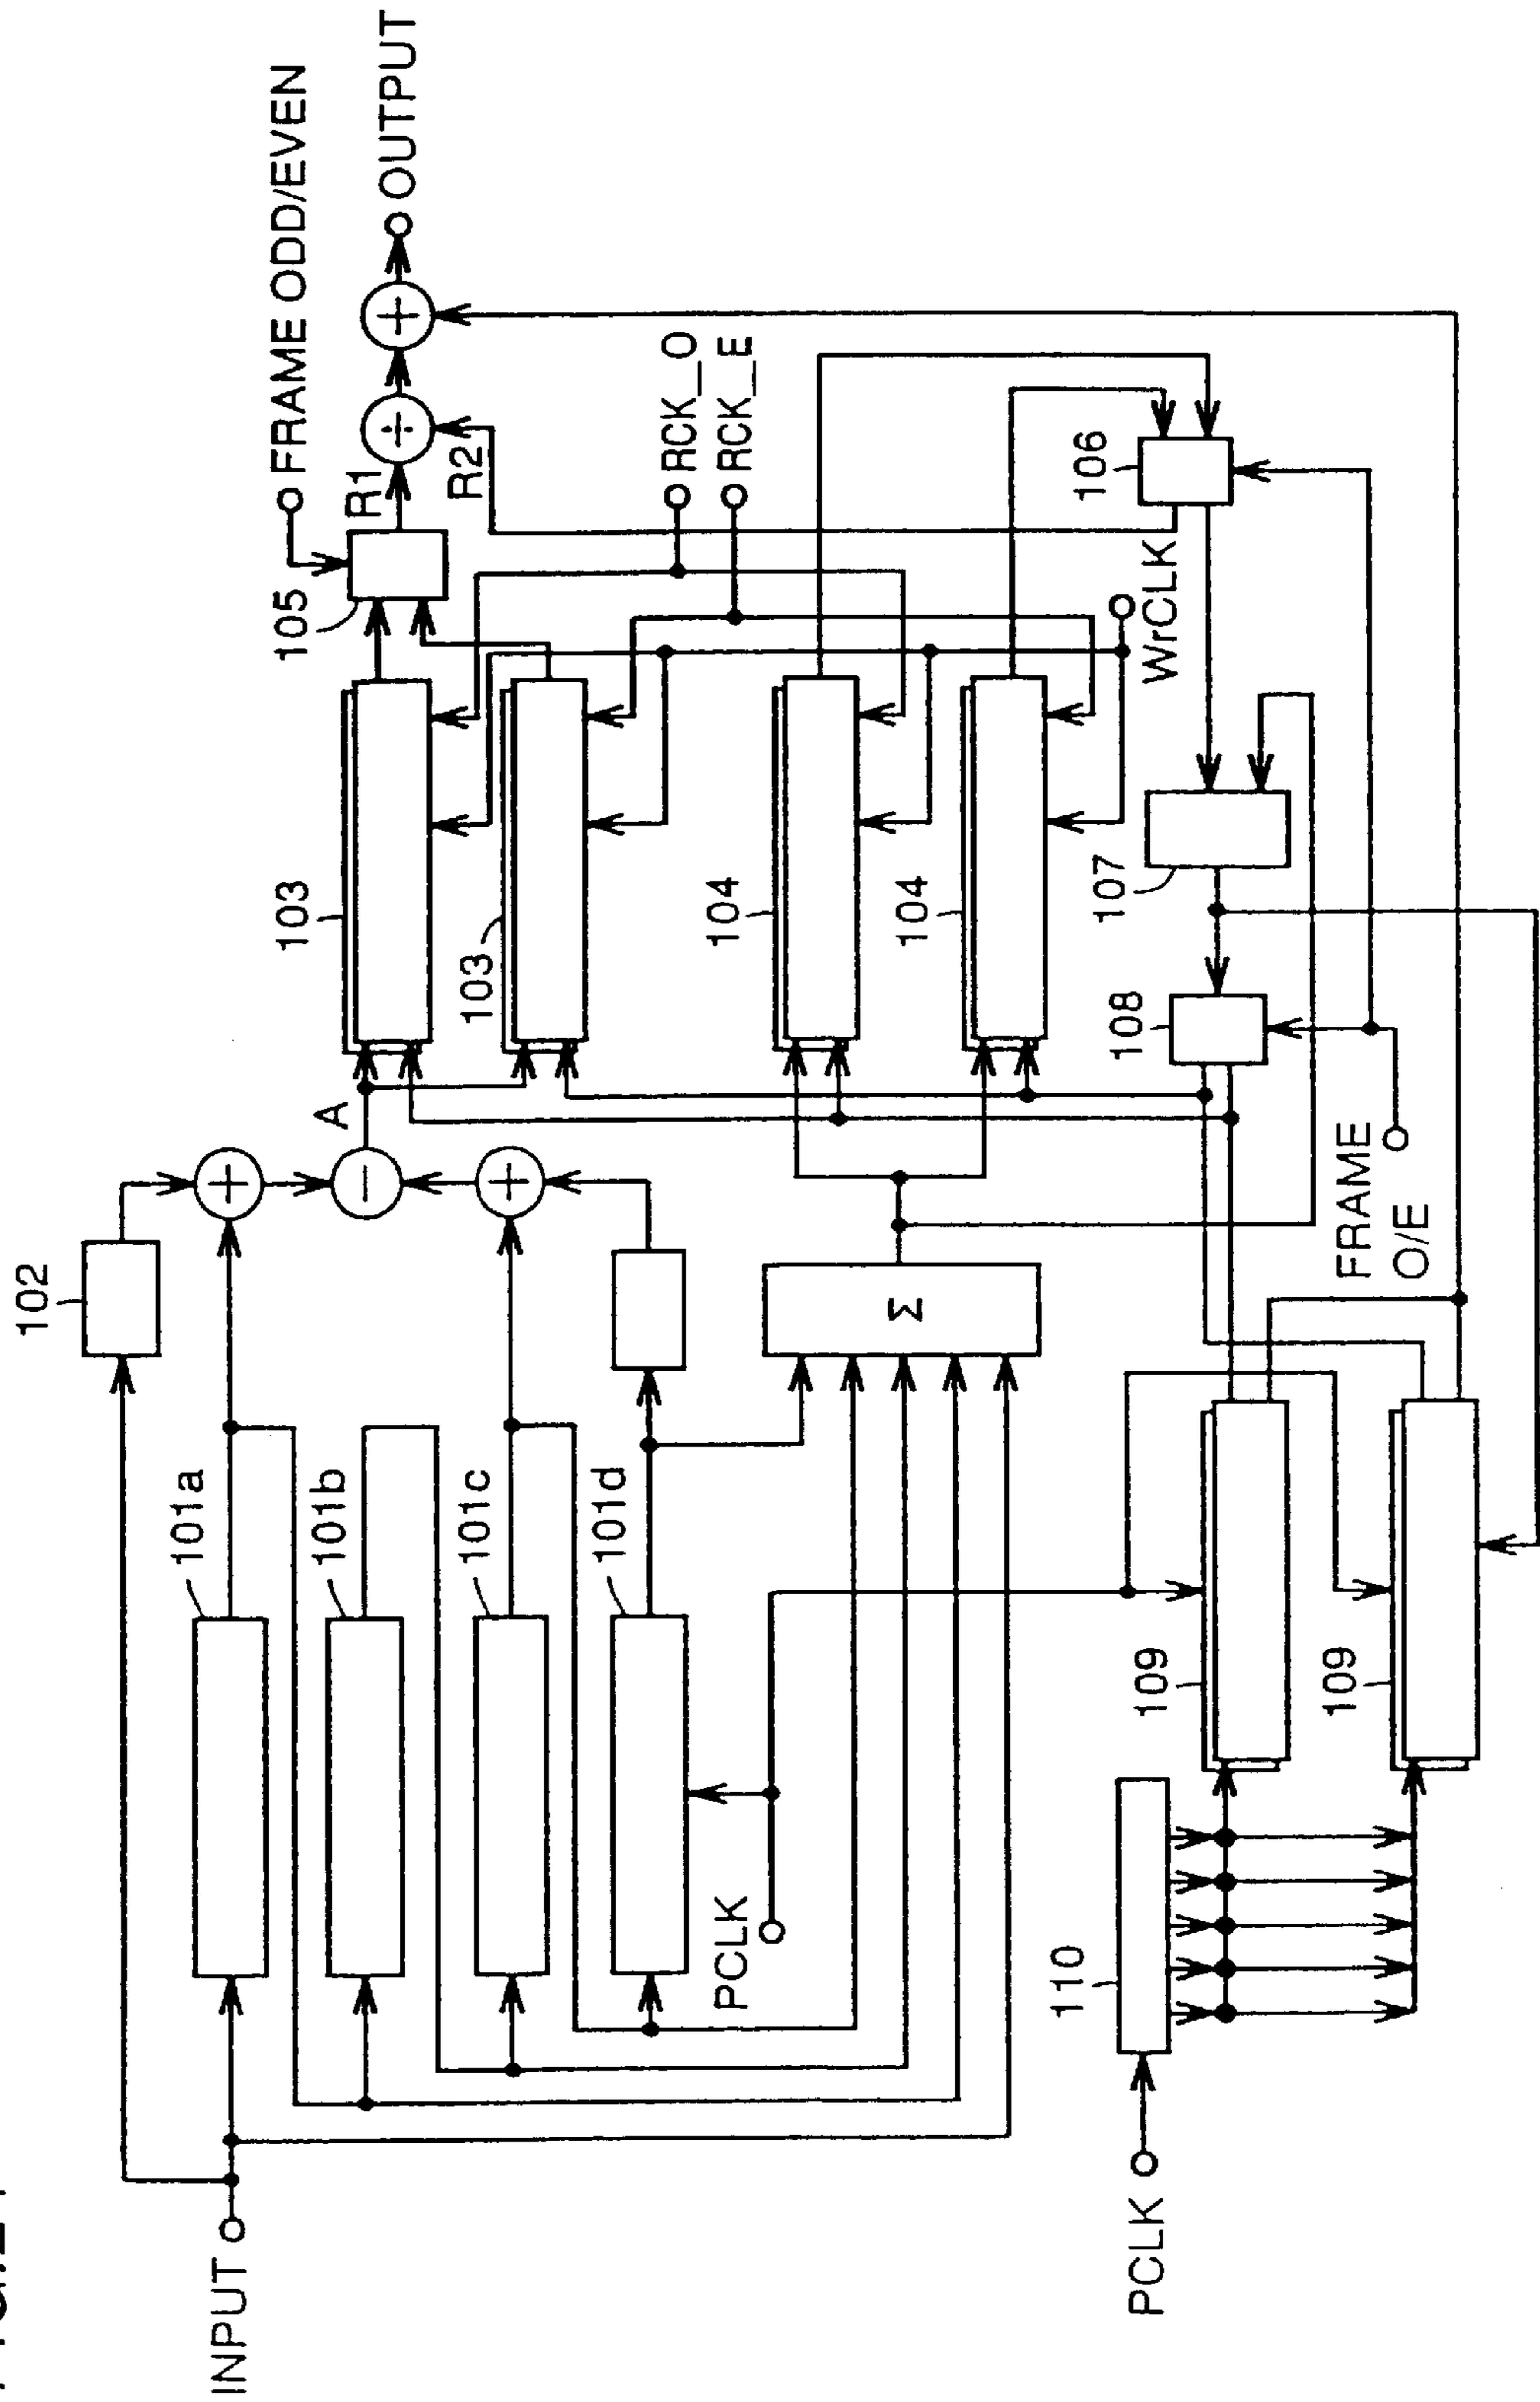 FRAME ODD/EVEN
OUTPUT
102
A
103
105
R1
R2
103
RCK_O
RCK_E
101a
101b
101c
101d
104
104
Σ
106
WrCLK
107
108
FRAME
O/E
INPUT
PCLK
109
109
110
PCLK